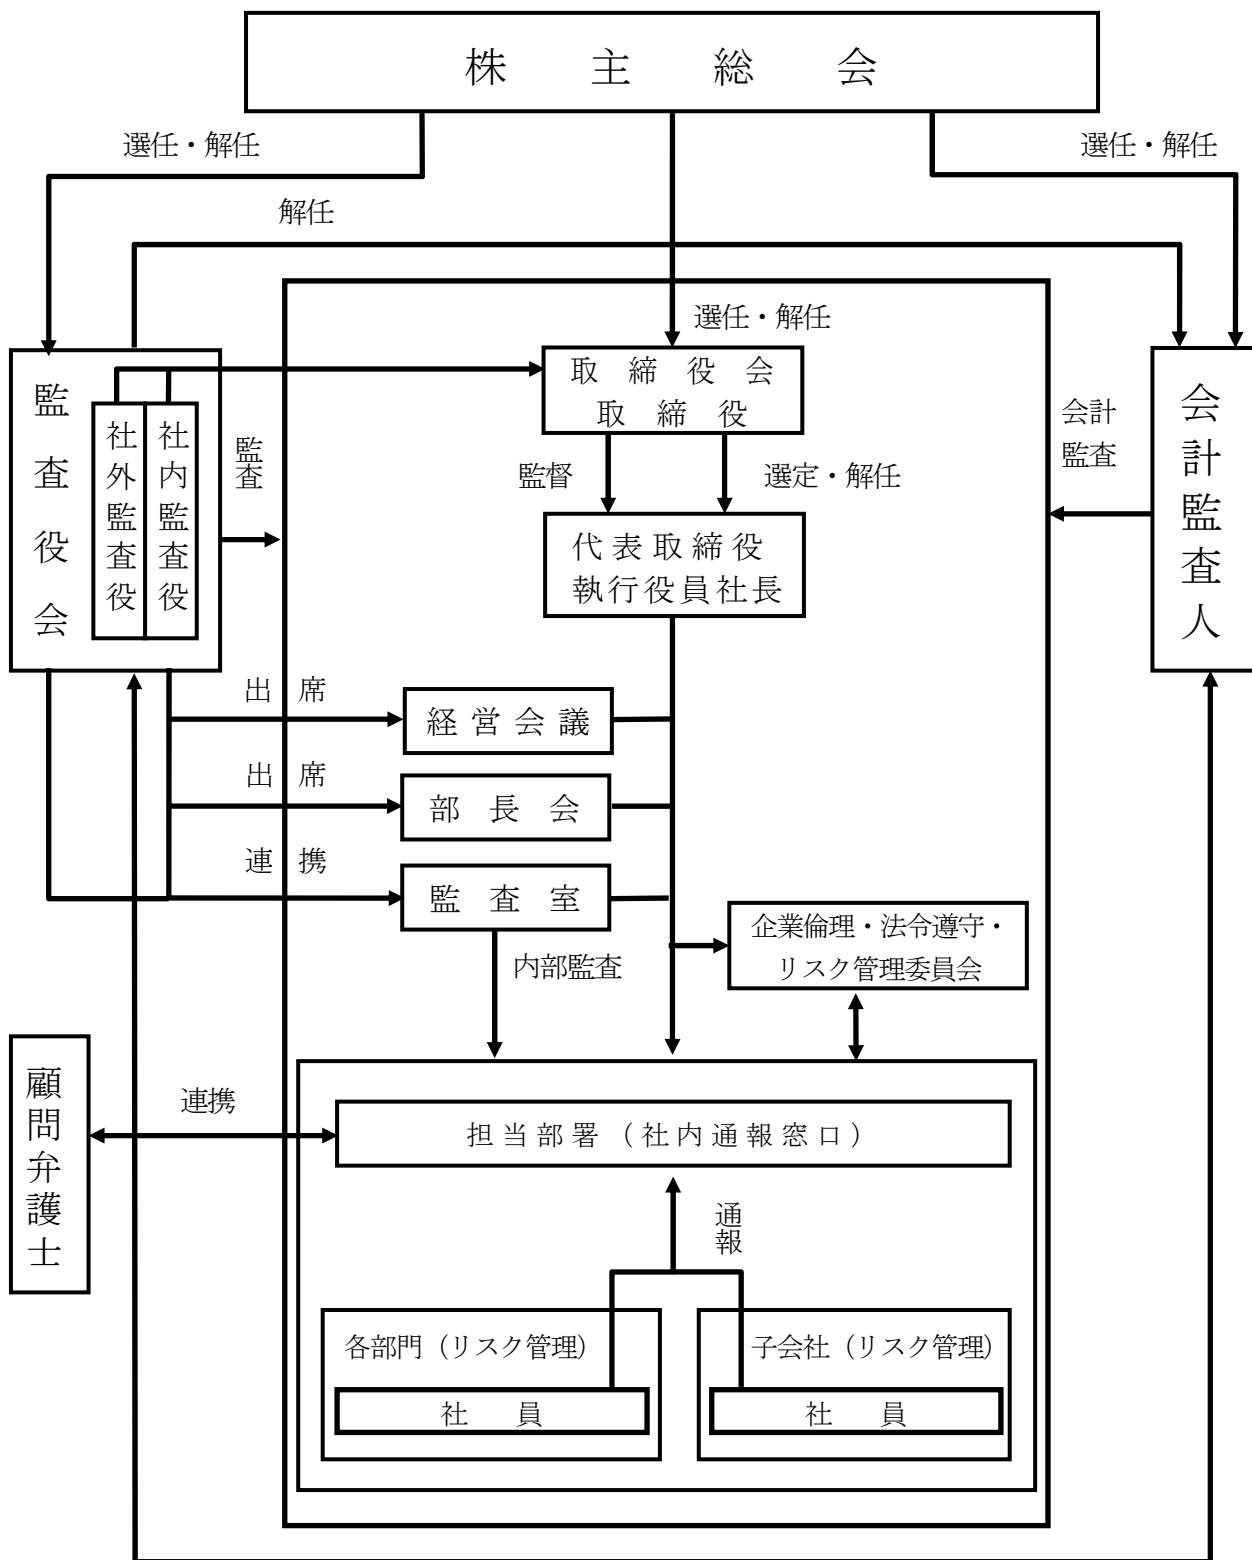 株主総会
選任・解任
選任・解任
解任
選任・解任
取締役会
取締役
監査役会
社外監査役
社内監査役
監査
会計
監査
会計監査人
監督
選定・解任
代表取締役
執行役員社長
出席
経営会議
出席
部長会
連携
監査室
企業倫理・法令遵守・
リスク管理委員会
内部監査
顧問弁護士
連携
担当部署(社内通報窓口)
通報
各部門(リスク管理)
子会社(リスク管理)
社員
社員